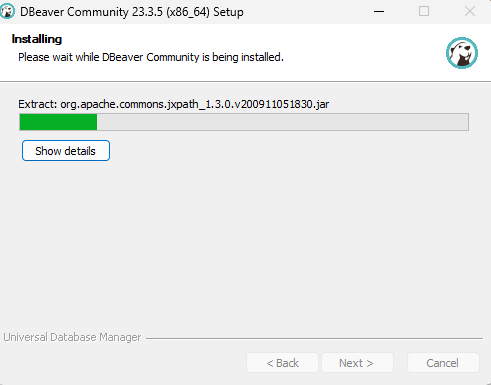 DBeaver Community 23.3.5 (x86_64) Setup
Installing
Please wait while DBeaver Community is being installed.
Extract: org.apache.commons.jxpath_1.3.0.v200911051830.jar
Show details
Universal Database Manager
< Back Next > Cancel